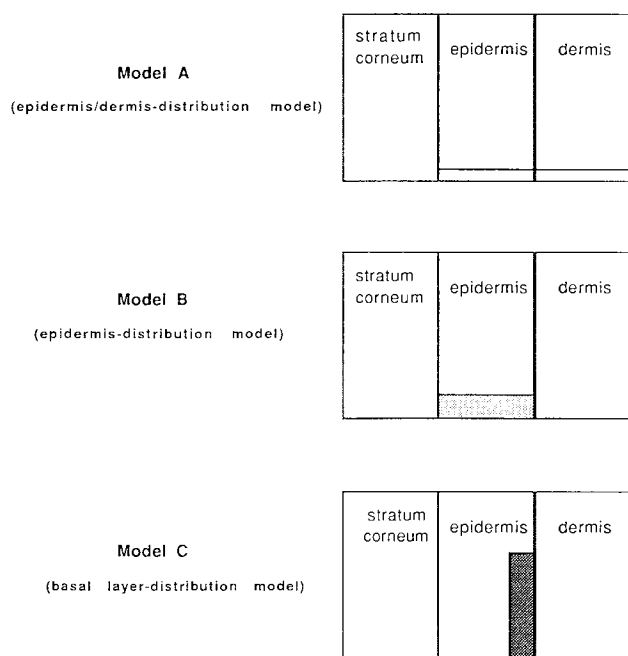 stratum
corneum
epidermis
dermis
Model A
(epidermis/dermis-distribution model)
stratum
corneum
epidermis
dermis
Model B
(epidermis-distribution model)
stratum
corneum
epidermis
dermis
Model C
(basal layer-distribution model)